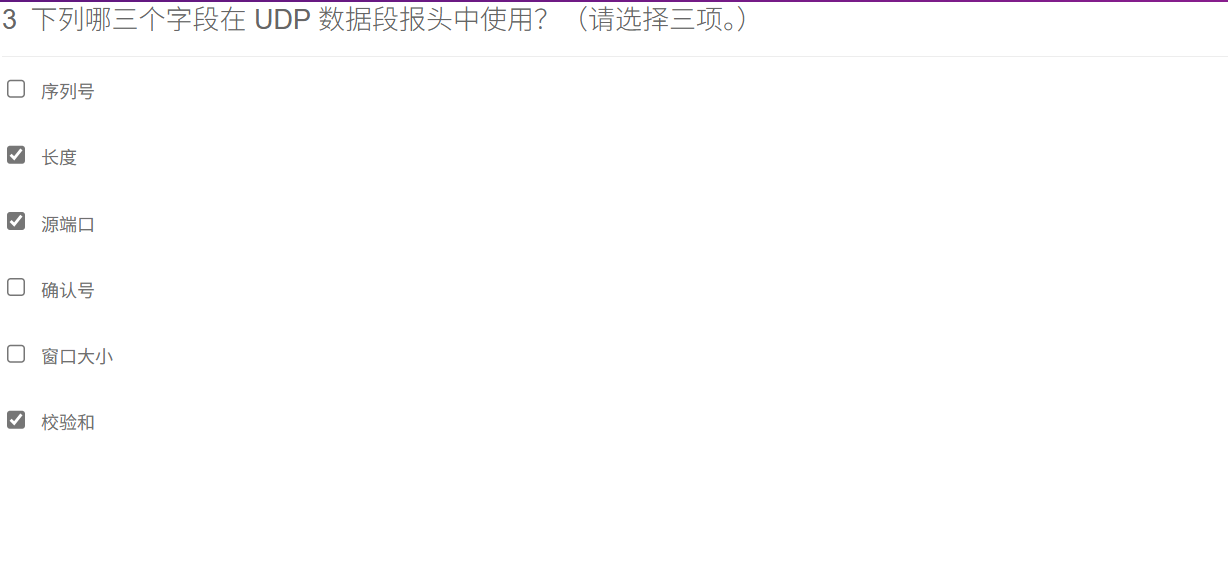 3 下列哪三个字段在 UDP 数据段报头中使用？（请选择三项。）
序列号
长度
源端口
确认号
窗口大小
校验和